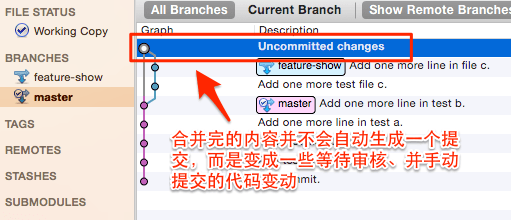 FILE STATUS
Working Copy
BRANCHES
feature-show
master
TAGS
REMOTES
STASHES
SUBMODULES
All Branches
Current Branch
Show Remote Branches
Graph
Description
Uncommitted changes
feature-show Add one more line in file c.
Add one more test file c.
master Add one more line in test b.
Add one line in test a.
合并完的内容并不会自动生成一个提
交，而是变成一些等待审核、并手动
提交的代码变动
mmit.